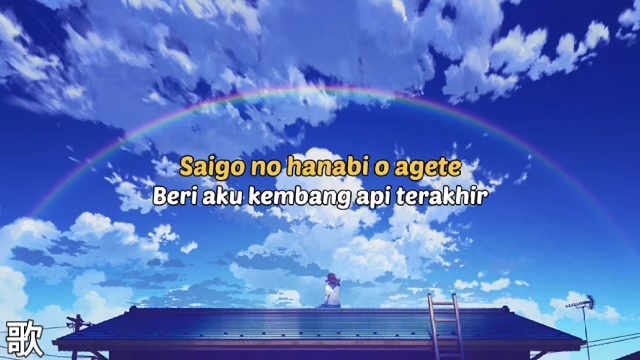 Saigo no hanabi o agete
Beri aku kembang api terakhir
歌